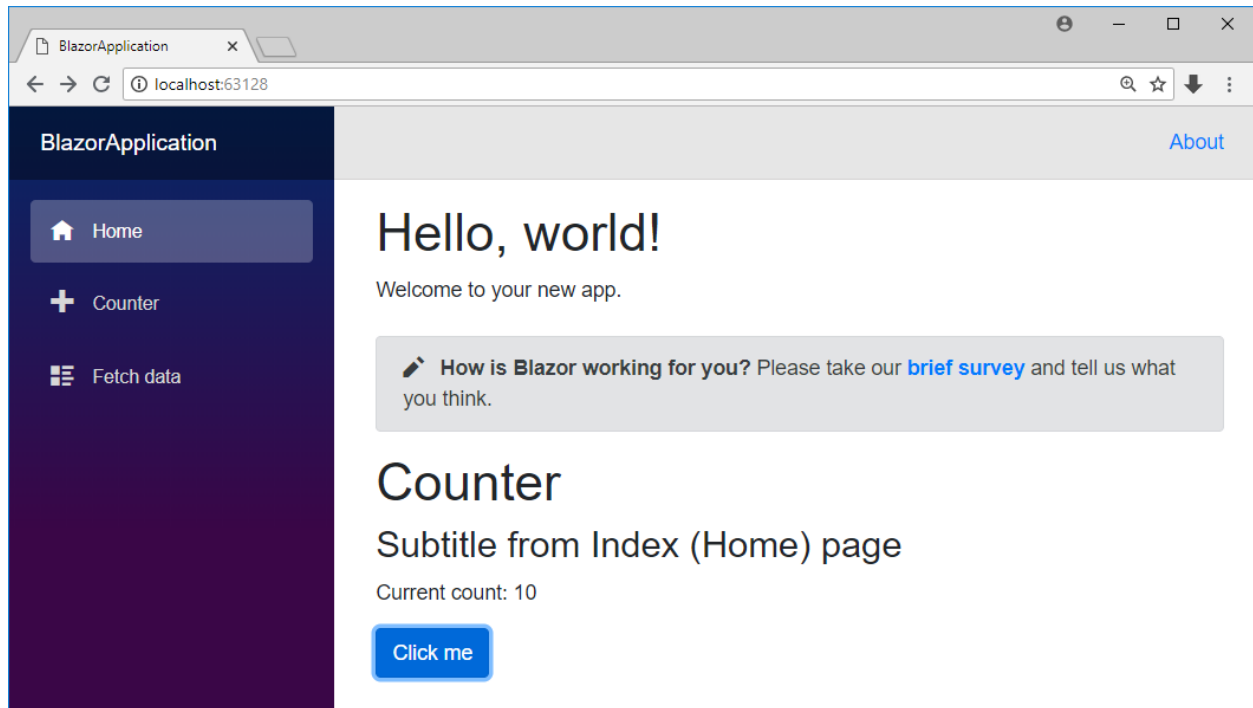 BlazorApplication
localhost:63128
BlazorApplication
About
Home
Counter
Fetch data
Hello, world!
Welcome to your new app.
How is Blazor working for you? Please take our brief survey and tell us what
you think.
Counter
Subtitle from Index (Home) page
Current count: 10
Click me